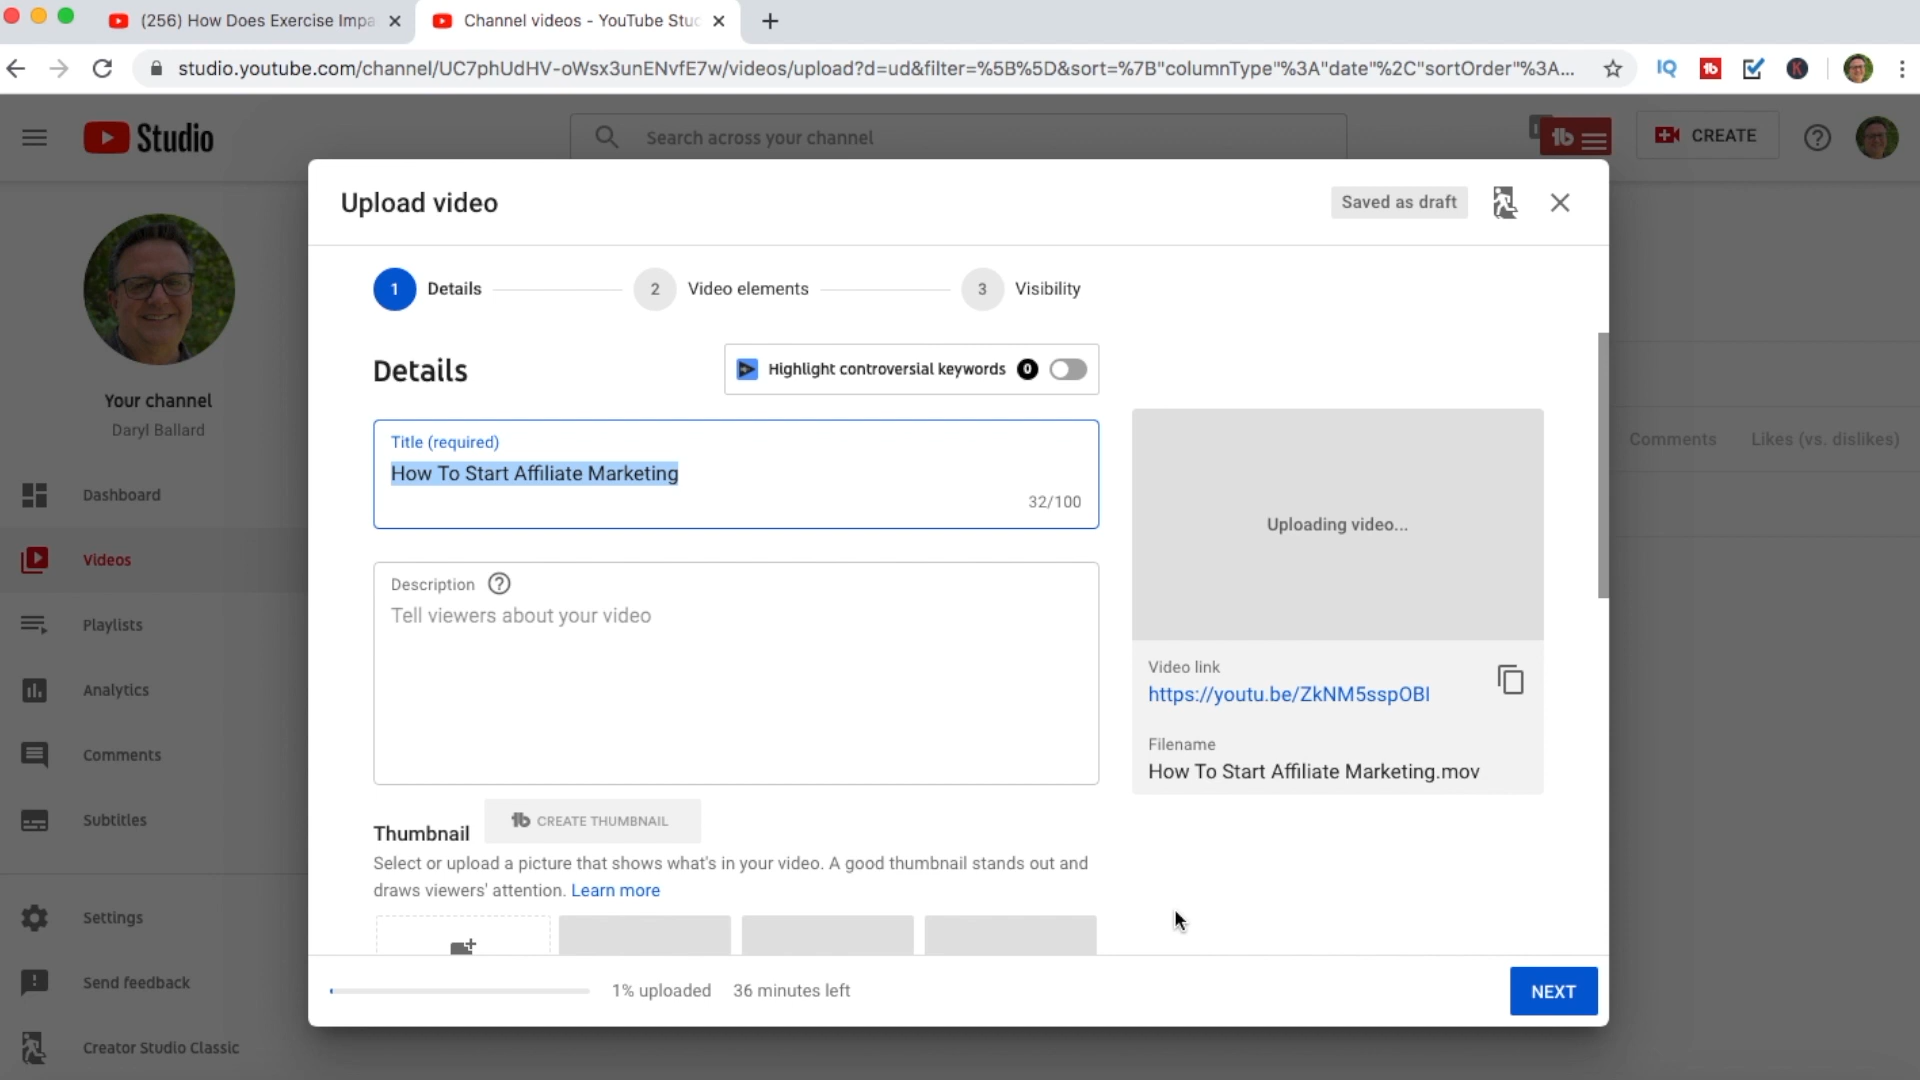 (256) How Does Exercise Impa
Channel videos - YouTube Stu
studio.youtube.com/channel/UC7phUdHV-oWsx3unENvfE7w/videos/upload?d=ud&filter=%5B%5D&sort=%7B"columnType"%3A"date"%2C"sortOrder"%3A...
IQ
tb
K
Studio
Search across your channel
tb
CREATE
Upload video
Saved as draft
1 Details
2 Video elements
3 Visibility
Your channel
Daryl Ballard
Dashboard
Videos
Playlists
Analytics
Comments
Subtitles
Settings
Send feedback
Creator Studio Classic
Details
Highlight controversial keywords 0
Title (required)
How To Start Affiliate Marketing
32/100
Description
Tell viewers about your video
Thumbnail
tb CREATE THUMBNAIL
Select or upload a picture that shows what's in your video. A good thumbnail stands out and
draws viewers' attention. Learn more
Uploading video...
Video link
https://youtu.be/ZkNM5sspOBI
Filename
How To Start Affiliate Marketing.mov
Comments
Likes (vs. dislikes)
1% uploaded 36 minutes left
NEXT